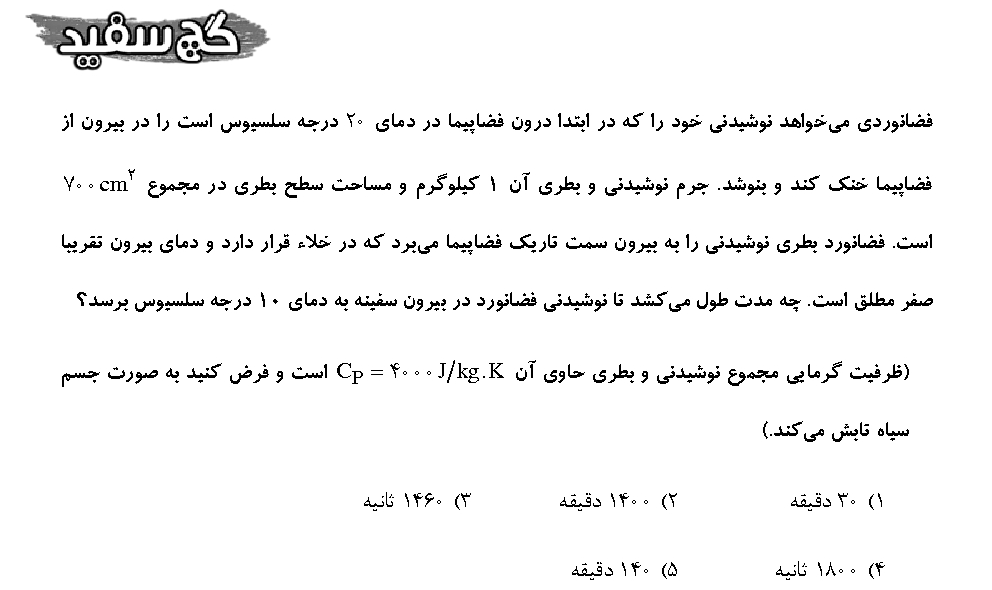 گچ سفید
فضانوردی می‌خواهد نوشیدنی خود را که در ابتدا درون فضاپیما در دمای ۲۰ درجه سلسیوس است را در بیرون از
فضاپیما خنک کند و بنوشد. جرم نوشیدنی و بطری آن ۱ کیلوگرم و مساحت سطح بطری در مجموع ۷۰۰ cm²
است. فضانورد بطری نوشیدنی را به بیرون سمت تاریک فضاپیما می‌برد که در خلاء قرار دارد و دمای بیرون تقریبا
صفر مطلق است. چه مدت طول می‌کشد تا نوشیدنی فضانورد در بیرون سفینه به دمای ۱۰ درجه سلسیوس برسد؟
(ظرفیت گرمایی مجموع نوشیدنی و بطری حاوی آن C_P = ۴۰۰۰ J/kg.K است و فرض کنید به صورت جسم
سیاه تابش می‌کند.)
۱) ۳۰ دقیقه ۲) ۱۴۰۰ دقیقه ۳) ۱۴۶۰ ثانیه
۴) ۱۸۰۰ ثانیه ۵) ۱۴۰ دقیقه